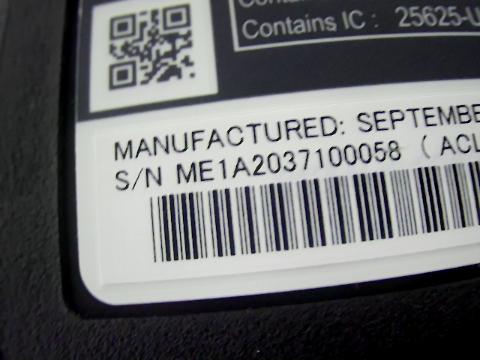 Contains IC : 25625-U
MANUFACTURED: SEPTEMBE
S/N ME1A2037100058 ( ACL